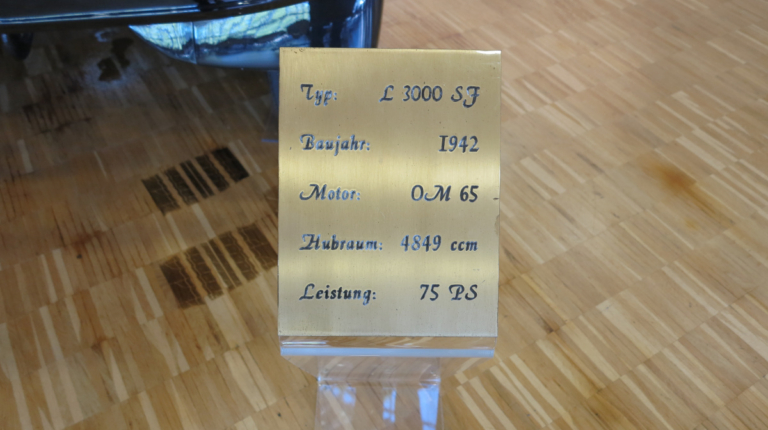 Typ: L 3000 SF
Baujahr: 1942
Motor: OM 65
Hubraum: 4849 ccm
Leistung: 75 PS